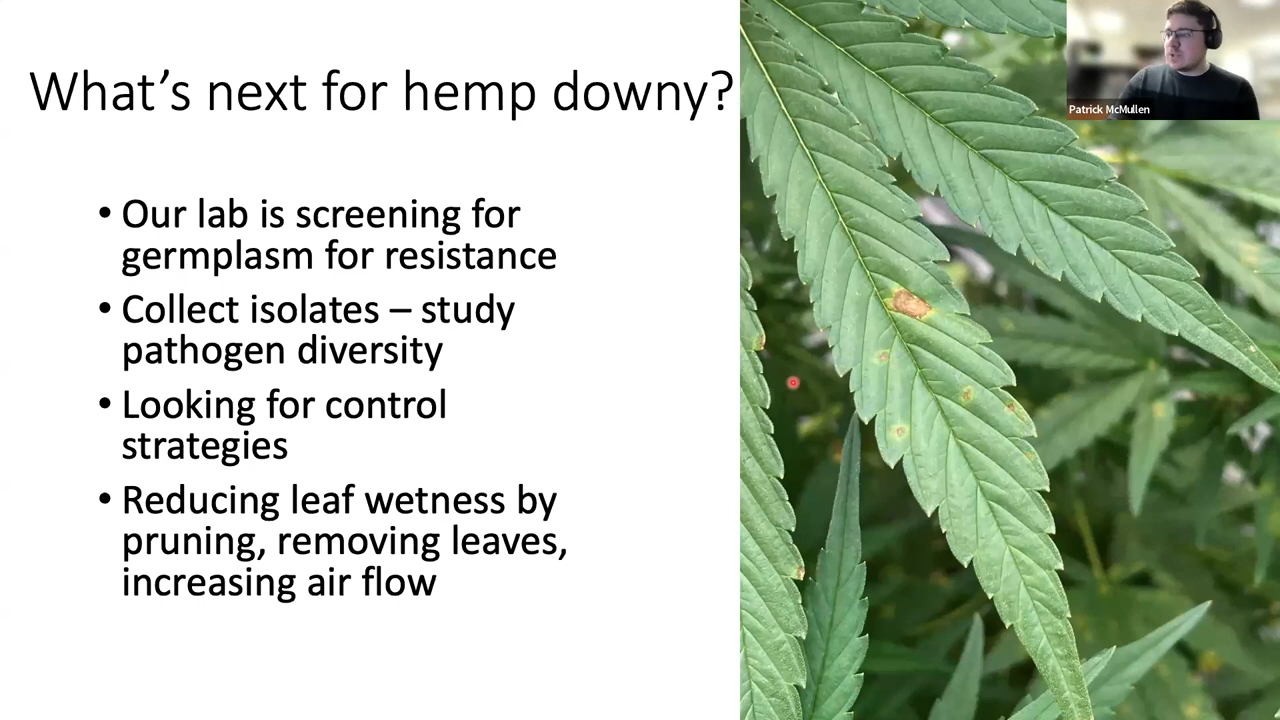 What's next for hemp downy?
Patrick McMullen
• Our lab is screening for
germplasm for resistance
• Collect isolates – study
pathogen diversity
• Looking for control
strategies
• Reducing leaf wetness by
pruning, removing leaves,
increasing air flow